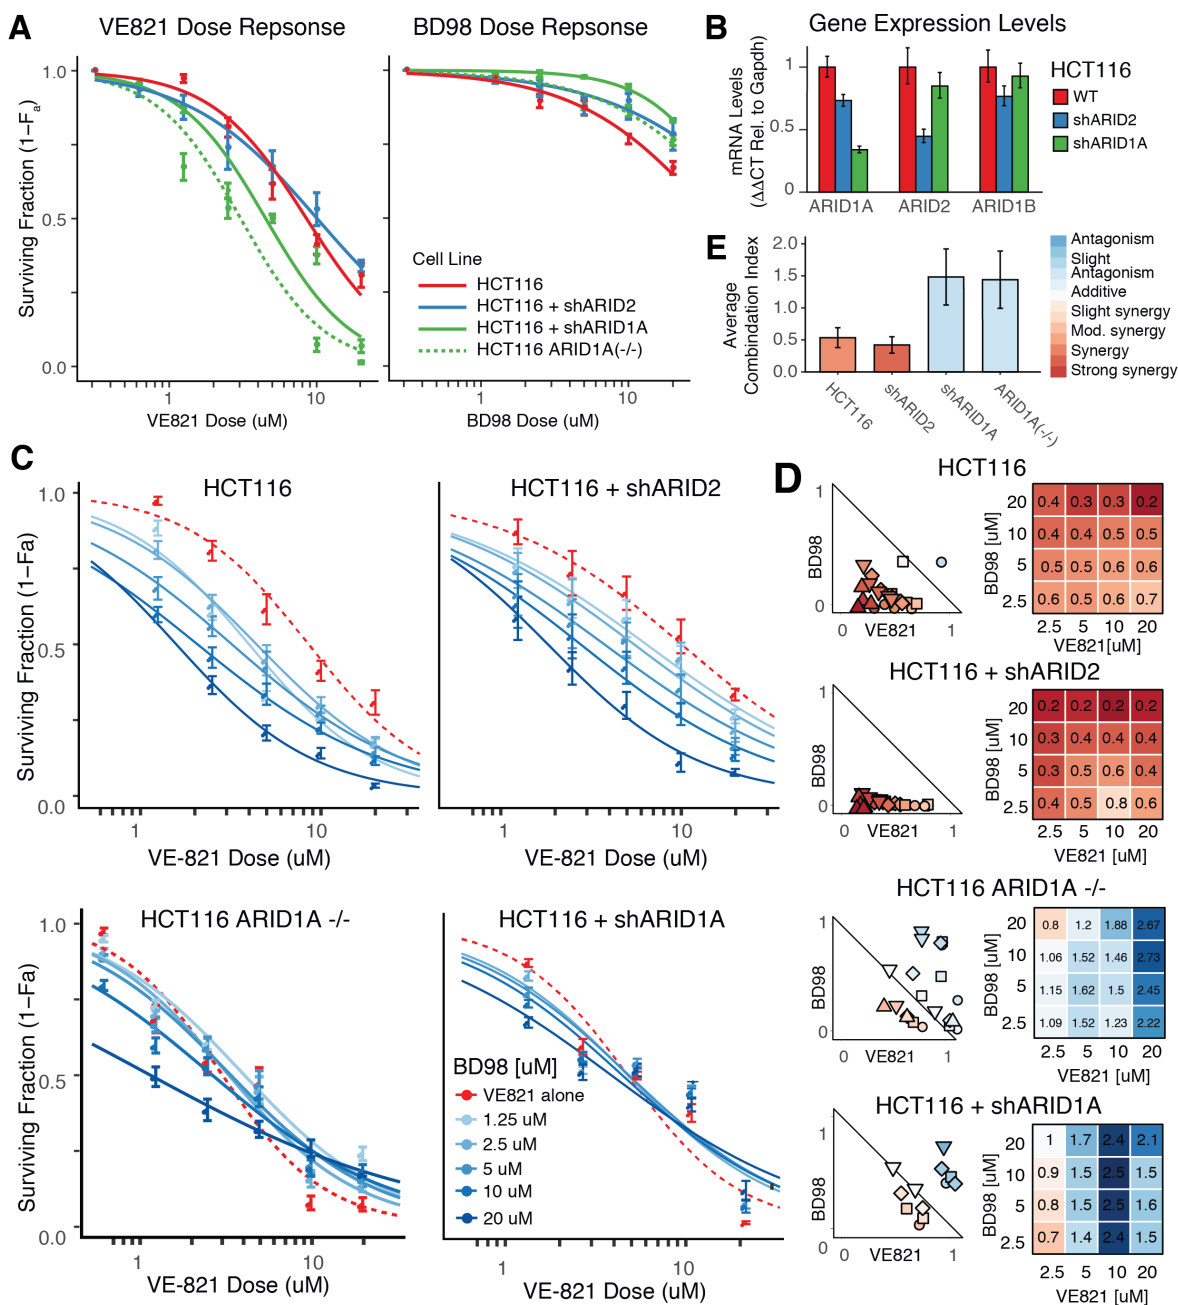 A
VE821 Dose Repsonse
BD98 Dose Repsonse
Surviving Fraction (1−Fa)
1.0
0.5
0.0
1
10
VE821 Dose (uM)
1
10
BD98 Dose (uM)
Cell Line
HCT116
HCT116 + shARID2
HCT116 + shARID1A
HCT116 ARID1A(-/-)
B
Gene Expression Levels
mRNA Levels
(ΔΔCT Rel. to Gapdh)
1
0.5
0
ARID1A
ARID2
ARID1B
HCT116
WT
shARID2
shARID1A
E
Average
Combination Index
2.0
1.5
1.0
0.5
0.0
HCT116
shARID2
shARID1A
ARID1A(-/-)
Antagonism
Slight
Antagonism
Additive
Slight synergy
Mod. synergy
Synergy
Strong synergy
C
HCT116
Surviving Fraction (1−Fa)
1.0
0.5
0.0
1
10
VE-821 Dose (uM)
HCT116 + shARID2
1
10
VE-821 Dose (uM)
HCT116 ARID1A -/-
Surviving Fraction (1−Fa)
1.0
0.5
0.0
1
10
VE-821 Dose (uM)
HCT116 + shARID1A
BD98 [uM]
VE821 alone
1.25 uM
2.5 uM
5 uM
10 uM
20 uM
1
10
VE-821 Dose (uM)
D
HCT116
1
BD98
0
0
VE821
1
BD98 [uM]
20 0.4 0.3 0.3 0.2
10 0.4 0.4 0.5 0.5
5 0.5 0.5 0.6 0.6
2.5 0.6 0.5 0.6 0.7
2.5 5 10 20
VE821[uM]
HCT116 + shARID2
1
BD98
0
0
VE821
1
BD98 [uM]
20 0.2 0.2 0.2 0.2
10 0.3 0.4 0.4 0.4
5 0.3 0.5 0.6 0.4
2.5 0.4 0.5 0.8 0.6
2.5 5 10 20
VE821 [uM]
HCT116 ARID1A -/-
1
BD98
0
0
VE821
1
BD98 [uM]
20 0.8 1.2 1.88 2.67
10 1.06 1.52 1.46 2.73
5 1.15 1.62 1.5 2.45
2.5 1.09 1.52 1.23 2.22
2.5 5 10 20
VE821 [uM]
HCT116 + shARID1A
1
BD98
0
0
VE821
1
BD98 [uM]
20 1 1.7 2.4 2.1
10 0.9 1.5 2.5 1.5
5 0.8 1.5 2.5 1.6
2.5 0.7 1.4 2.4 1.5
2.5 5 10 20
VE821 [uM]